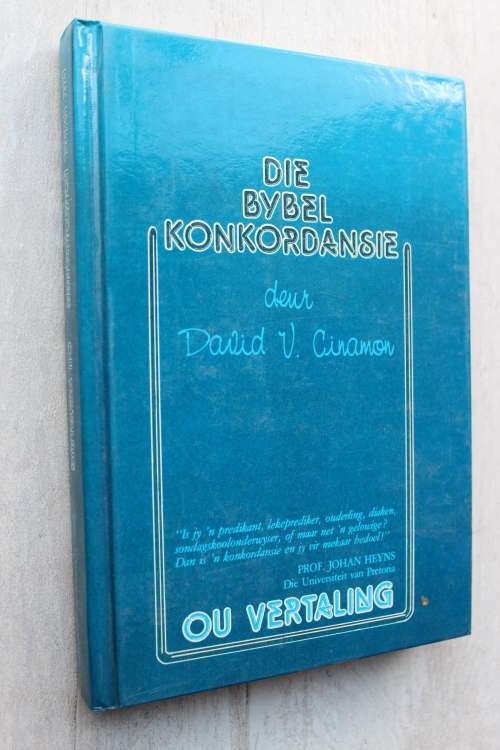 DIE
BYBEL
KONKORDANSIE
deur
David V. Cinamon
"Is jy 'n predikant, lekeprediker, ouderling, diaken,
sondagskoolonderwyser, of maar net 'n gelowige?
Dan is 'n konkordansie en jy vir mekaar bedoel!"
PROF. JOHAN HEYNS
Die Universiteit van Pretoria
OU VERTALING